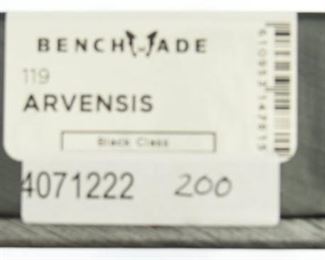 BENCHMADE
119
ARVENSIS
Black Class
4071222 200